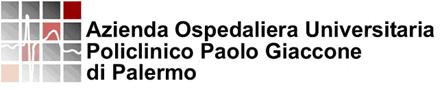 Azienda Ospedaliera Universitaria
Policlinico Paolo Giaccone
di Palermo